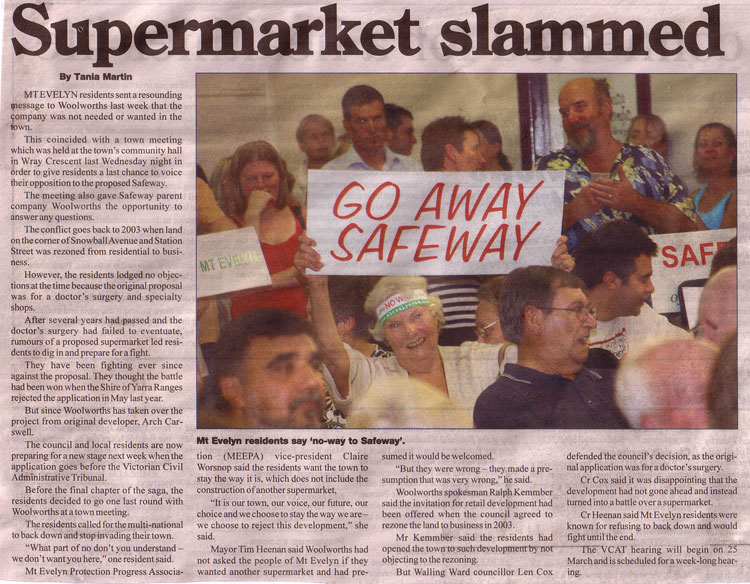 Supermarket slammed
By Tania Martin
MT EVELYN residents sent a resounding
message to Woolworths last week that the
company was not needed or wanted in the
town.
This coincided with a town meeting
which was held at the town's community hall
in Wray Crescent last Wednesday night in
order to give residents a last chance to voice
their opposition to the proposed Safeway.
The meeting also gave Safeway parent
company Woolworths the opportunity to
answer any questions.
The conflict goes back to 2003 when land
on the corner of Snowball Avenue and Station
Street was rezoned from residential to busi-
ness.
However, the residents lodged no objec-
tions at the time because the original proposal
was for a doctor's surgery and specialty
shops.
After several years had passed and the
doctor's surgery had failed to eventuate,
rumours of a proposed supermarket led resi-
dents to dig in and prepare for a fight.
They have been fighting ever since
against the proposal. They thought the battle
had been won when the Shire of Yarra Ranges
rejected the application in May last year.
But since Woolworths has taken over the
project from original developer, Arch Car-
swell.
The council and local residents are now
preparing for a new stage next week when the
application goes before the Victorian Civil
Administrative Tribunal.
Before the final chapter of the saga, the
residents decided to go one last round with
Woolworths at a town meeting.
The residents called for the multi-national
to back down and stop invading their town.
"What part of no don't you understand –
we don't want you here," one resident said.
Mt Evelyn Protection Progress Associa-
MT EVELYN
GO AWAY
SAFEWAY
SAFE
NO W
Mt Evelyn residents say 'no-way to Safeway'.
tion (MEEPA) vice-president Claire
Worsnop said the residents want the town to
stay the way it is, which does not include the
construction of another supermarket.
"It is our town, our voice, our future, our
choice and we choose to stay the way we are –
we choose to reject this development," she
said.
Mayor Tim Heenan said Woolworths had
not asked the people of Mt Evelyn if they
wanted another supermarket and had pre-
sumed it would be welcomed.
"But they were wrong – they made a pre-
sumption that was very wrong," he said.
Woolworths spokesman Ralph Kemmber
said the invitation for retail development had
been offered when the council agreed to
rezone the land to business in 2003.
Mr Kemmber said the residents had
opened the town to such development by not
objecting to the rezoning.
But Walling Ward councillor Len Cox
defended the council's decision, as the orig-
inal application was for a doctor's surgery.
Cr Cox said it was disappointing that the
development had not gone ahead and instead
turned into a battle over a supermarket.
Cr Heenan said Mt Evelyn residents were
known for refusing to back down and would
fight until the end.
The VCAT hearing will begin on 25
March and is scheduled for a week-long hear-
ing.